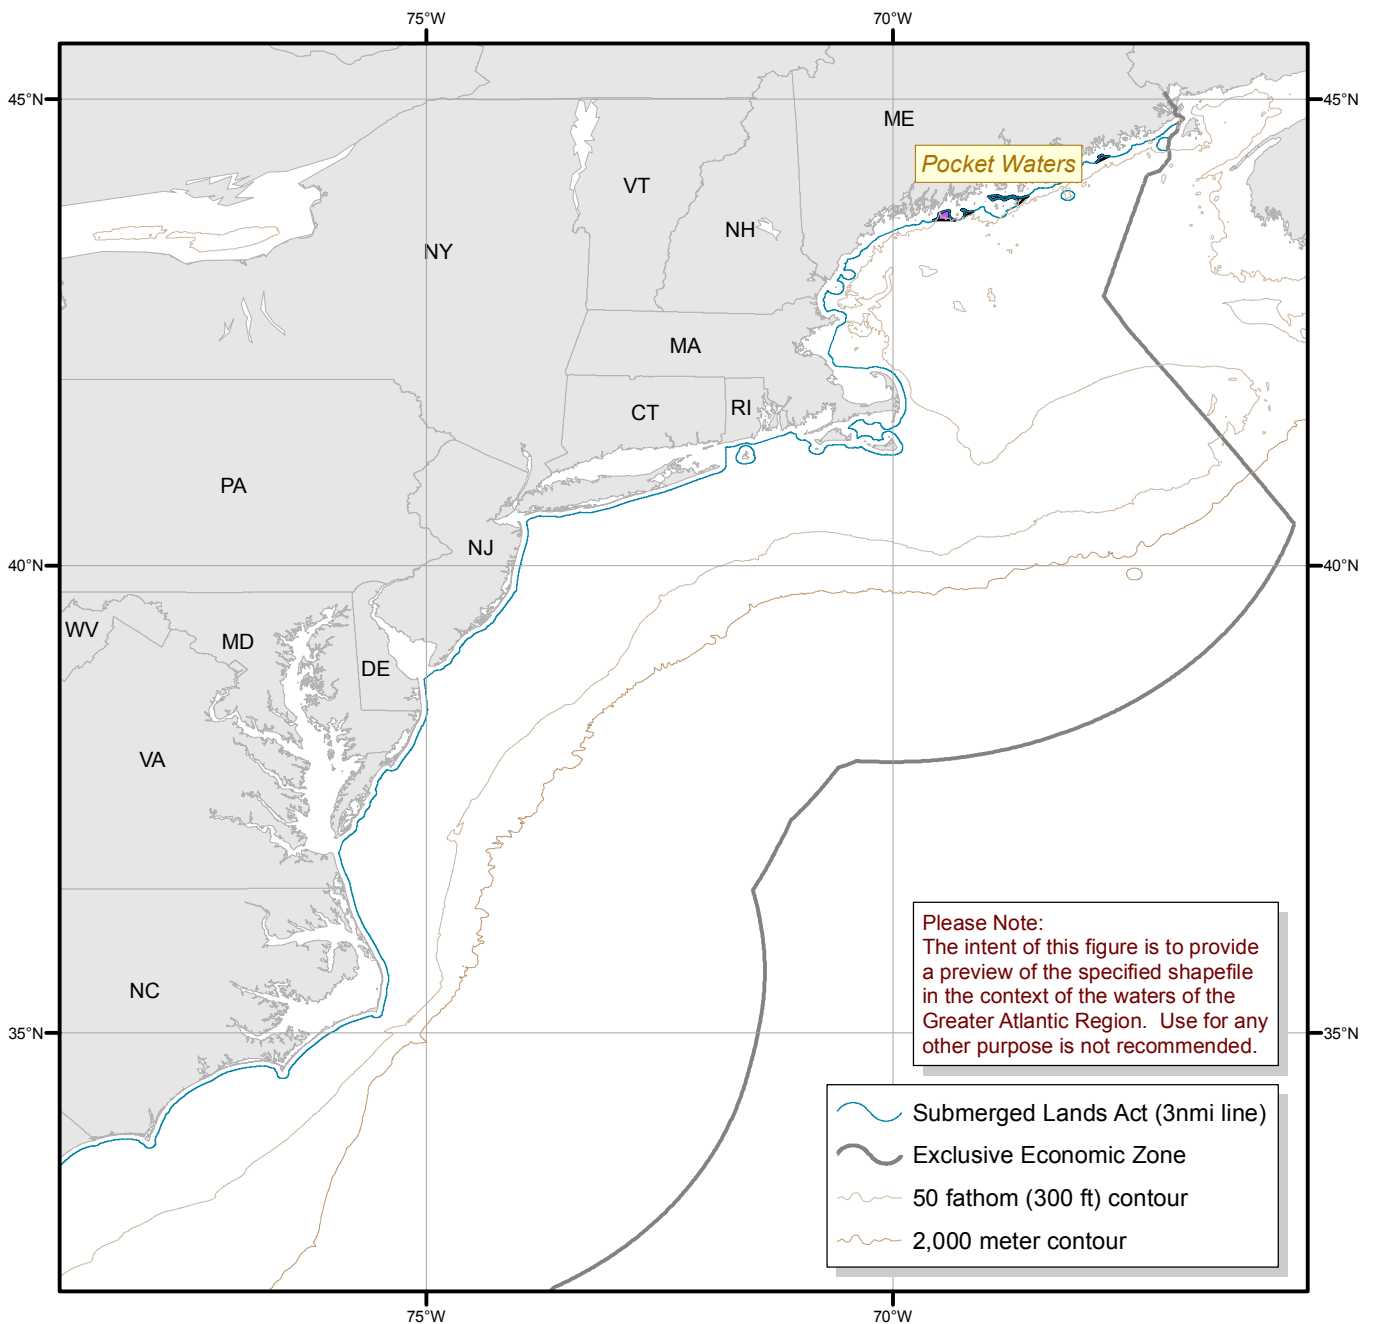 75°W
70°W
45°N
45°N
ME
Pocket Waters
VT
NH
NY
MA
CT
RI
PA
NJ
40°N
40°N
WV
MD
DE
VA
NC
35°N
35°N
Please Note:
The intent of this figure is to provide
a preview of the specified shapefile
in the context of the waters of the
Greater Atlantic Region. Use for any
other purpose is not recommended.
Submerged Lands Act (3nmi line)
Exclusive Economic Zone
50 fathom (300 ft) contour
2,000 meter contour
75°W
70°W